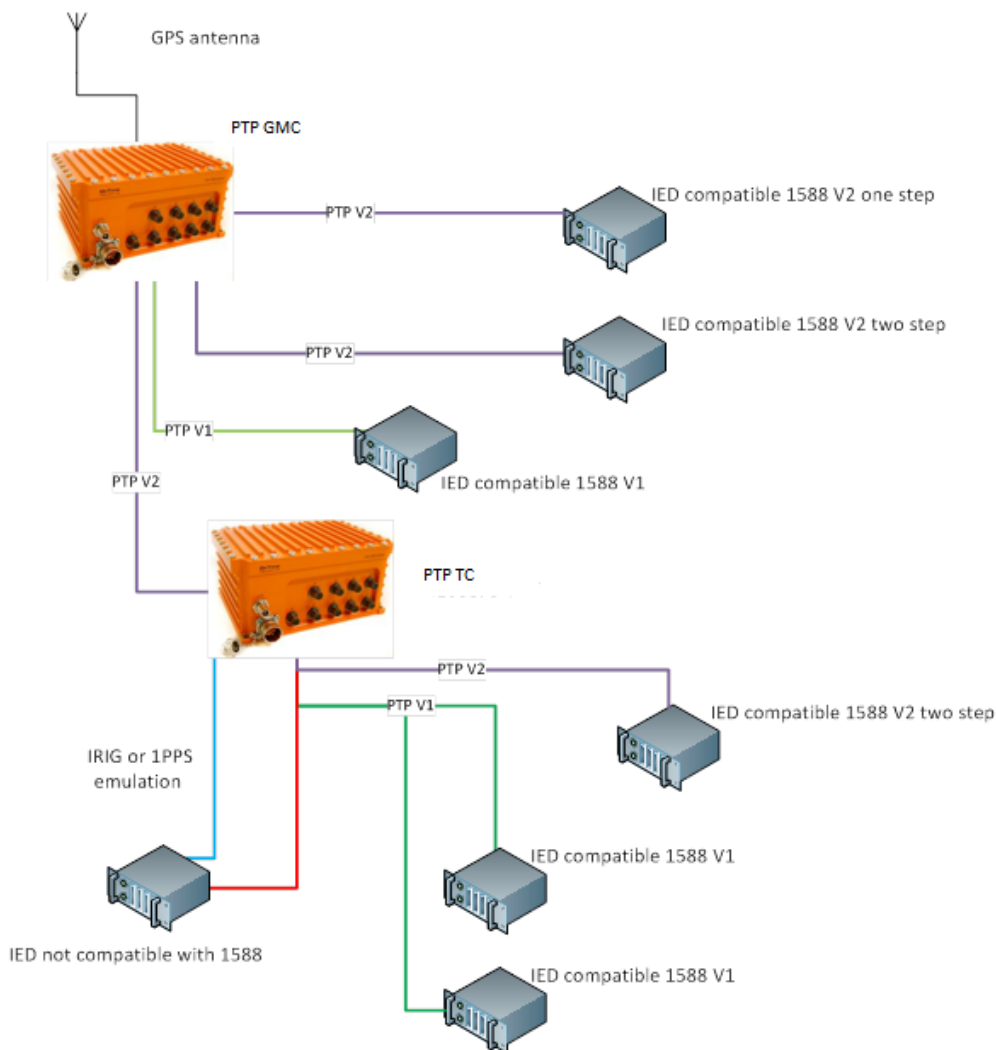 GPS antenna
PTP GMC
PTP V2
IED compatible 1588 V2 one step
PTP V2
IED compatible 1588 V2 two step
PTP V1
IED compatible 1588 V1
PTP V2
PTP TC
PTP V2
IED compatible 1588 V2 two step
PTP V1
IRIG or 1PPS
emulation
IED compatible 1588 V1
IED not compatible with 1588
IED compatible 1588 V1